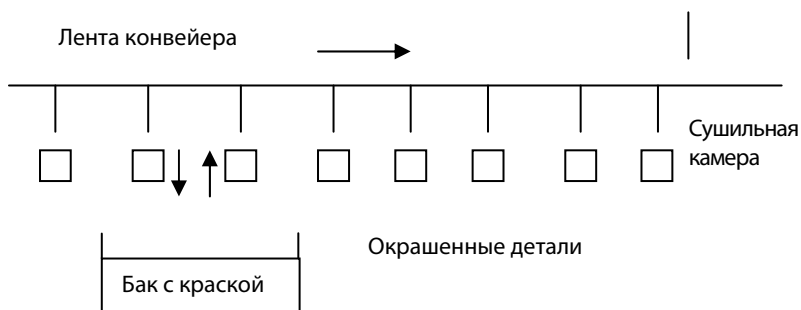 Лента конвейера
Сушильная
камера
Окрашенные детали
Бак с краской